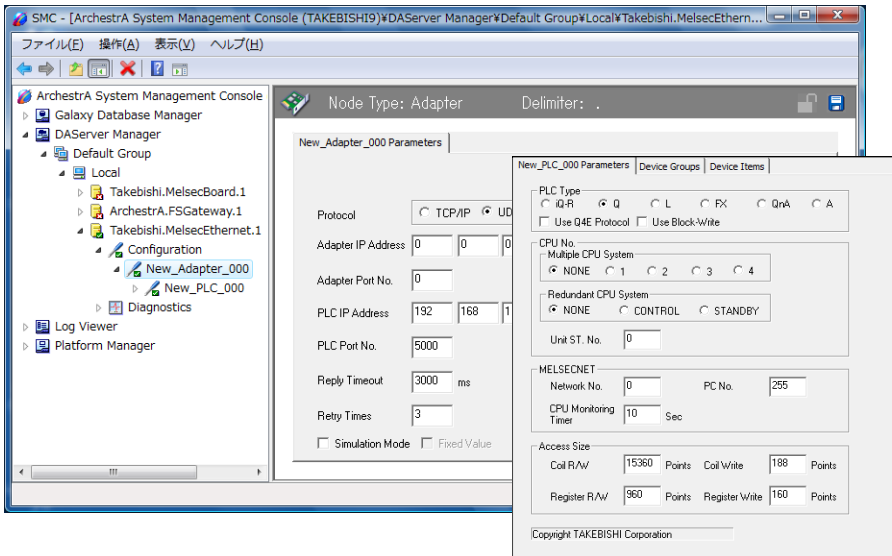 SMC - [ArchestrA System Management Console (TAKEBISHI9)¥DAServer Manager¥Default Group¥Local¥Takebishi.MelsecEthern...
ファイル(F) 操作(A) 表示(V) ヘルプ(H)
ArchestrA System Management Console
Galaxy Database Manager
DAServer Manager
Default Group
Local
Takebishi.MelsecBoard.1
ArchestrA.FSGateway.1
Takebishi.MelsecEthernet.1
Configuration
New_Adapter_000
New_PLC_000
Diagnostics
Log Viewer
Platform Manager
Node Type: Adapter Delimiter: .
New_Adapter_000 Parameters
Protocol TCP/IP UD
Adapter IP Address 0 0 0
Adapter Port No. 0
PLC IP Address 192 168 1
PLC Port No. 5000
Reply Timeout 3000 ms
Retry Times 3
Simulation Mode Fixed Value
New_PLC_000 Parameters Device Groups Device Items
PLC Type
iQ-R Q L FX QnA A
Use Q4E Protocol Use Block-Write
CPU No.
Multiple CPU System
NONE 1 2 3 4
Redundant CPU System
NONE CONTROL STANDBY
Unit ST. No. 0
MELSECNET
Network No. 0 PC No. 255
CPU Monitoring
Timer 10 Sec
Access Size
Coil R/W 15360 Points Coil Write 188 Points
Register R/W 960 Points Register Write 160 Points
Copyright TAKEBISHI Corporation